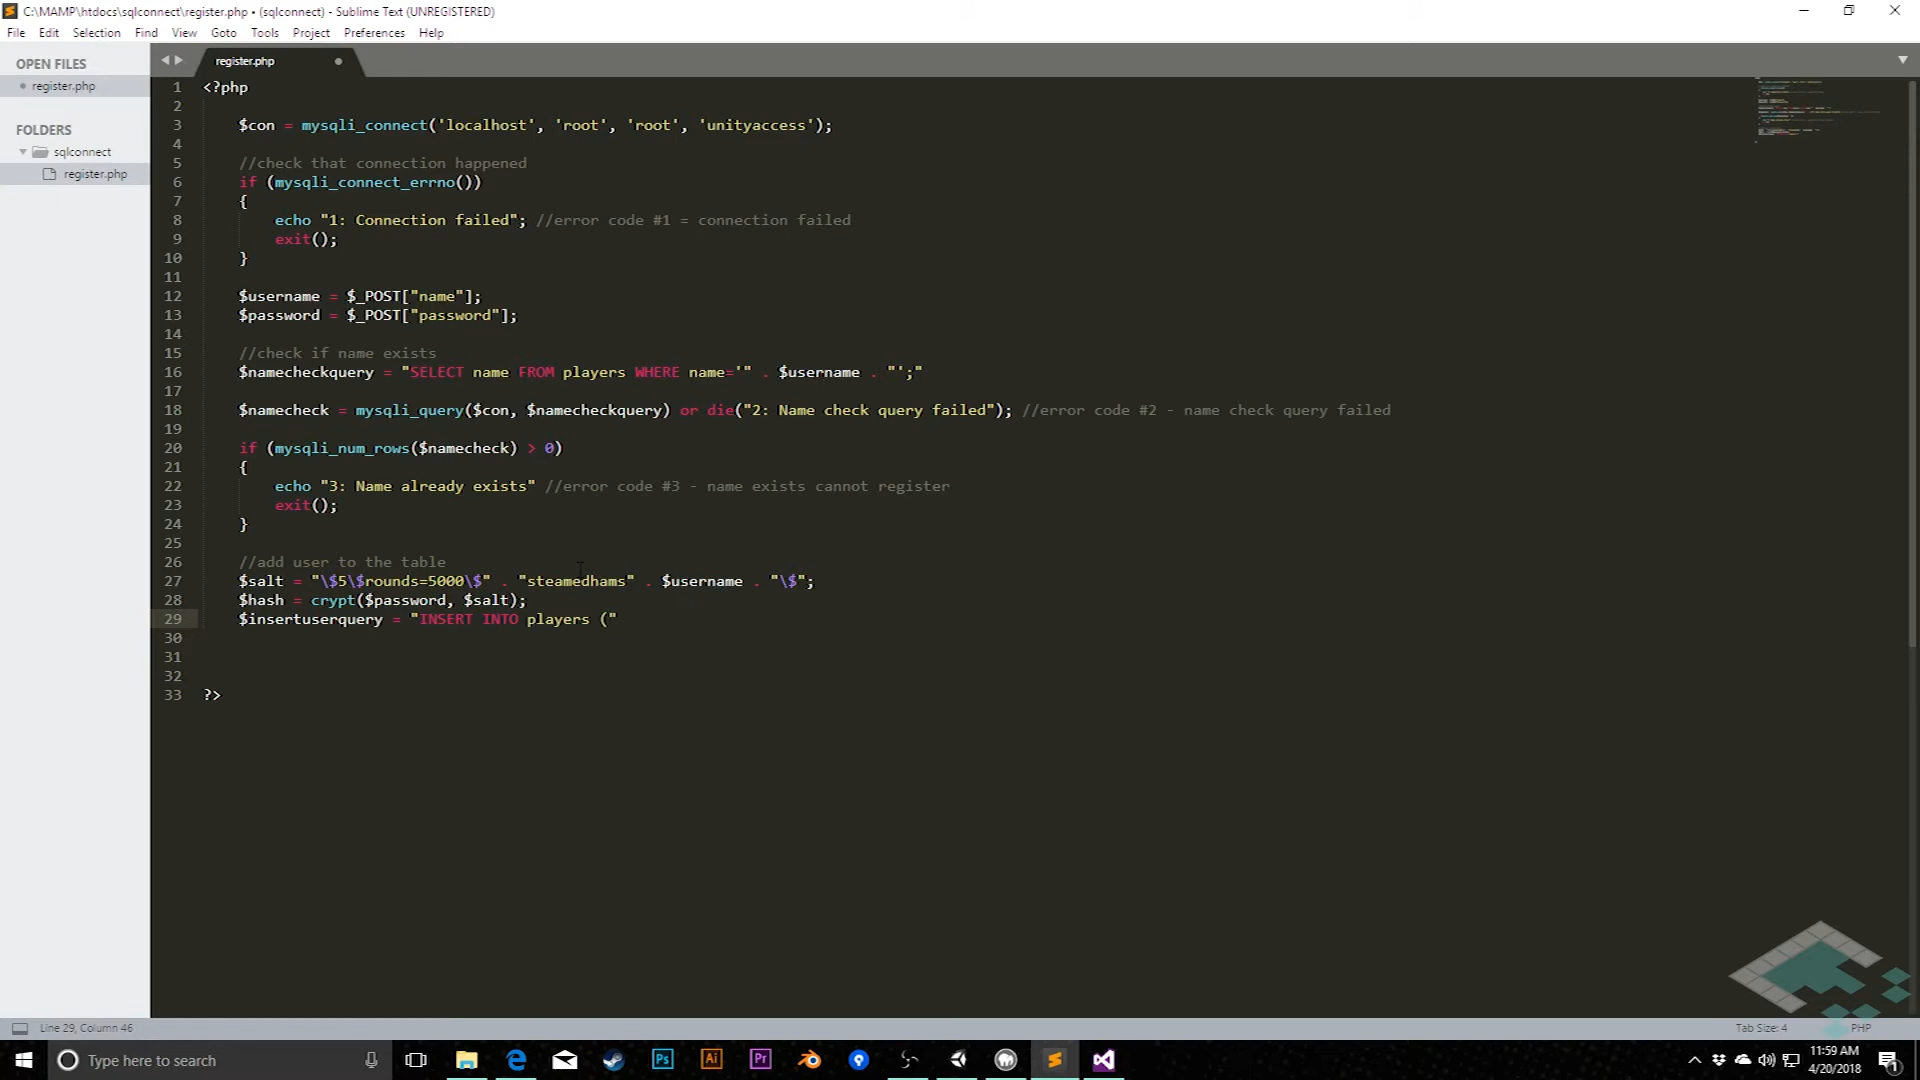 C:\MAMP\htdocs\sqlconnect\register.php • (sqlconnect) - Sublime Text (UNREGISTERED)
File Edit Selection Find View Goto Tools Project Preferences Help
OPEN FILES
register.php
FOLDERS
sqlconnect
register.php
register.php
1 <?php
2
3 $con = mysqli_connect('localhost', 'root', 'root', 'unityaccess');
4
5 //check that connection happened
6 if (mysqli_connect_errno())
7 {
8 echo "1: Connection failed"; //error code #1 = connection failed
9 exit();
10 }
11
12 $username = $_POST["name"];
13 $password = $_POST["password"];
14
15 //check if name exists
16 $namecheckquery = "SELECT name FROM players WHERE name='" . $username . "';"
17
18 $namecheck = mysqli_query($con, $namecheckquery) or die("2: Name check query failed"); //error code #2 - name check query failed
19
20 if (mysqli_num_rows($namecheck) > 0)
21 {
22 echo "3: Name already exists" //error code #3 - name exists cannot register
23 exit();
24 }
25
26 //add user to the table
27 $salt = "\$5\$rounds=5000\$" . "steamedhams" . $username . "\$";
28 $hash = crypt($password, $salt);
29 $insertuserquery = "INSERT INTO players ("
30
31
32
33 ?>
Line 29, Column 46
Tab Size: 4
PHP
Type here to search
Ps
Ai
Pr
11:59 AM
4/20/2018
1